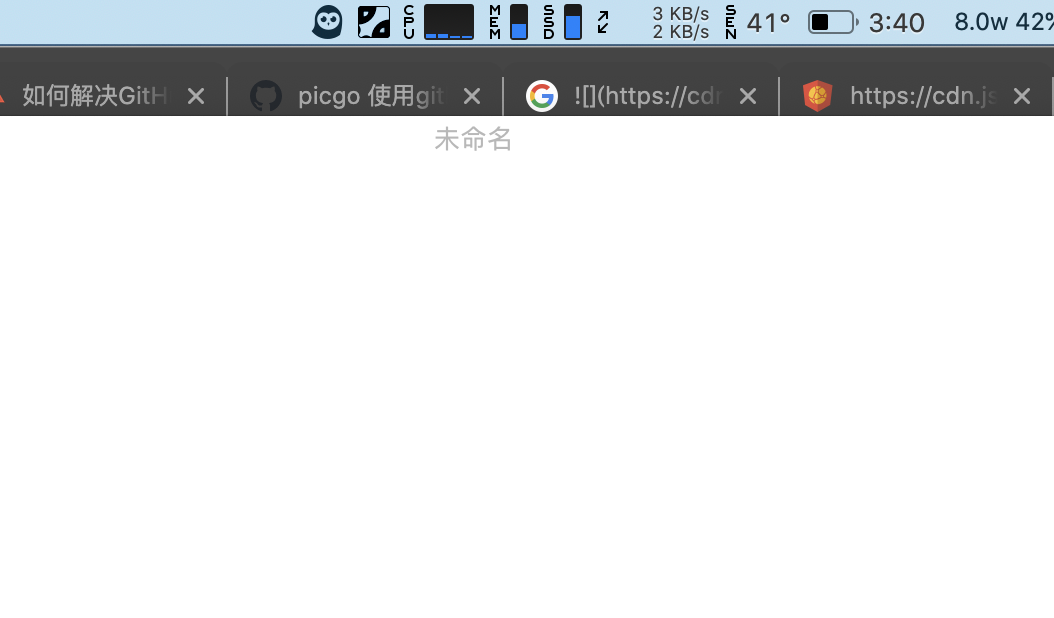 CPU MEM SSD 3 KB/s SEN 41° 3:40 8.0w 42%
2 KB/s
如何解决GitH picgo 使用git ![](https://cdn https://cdn.js
未命名